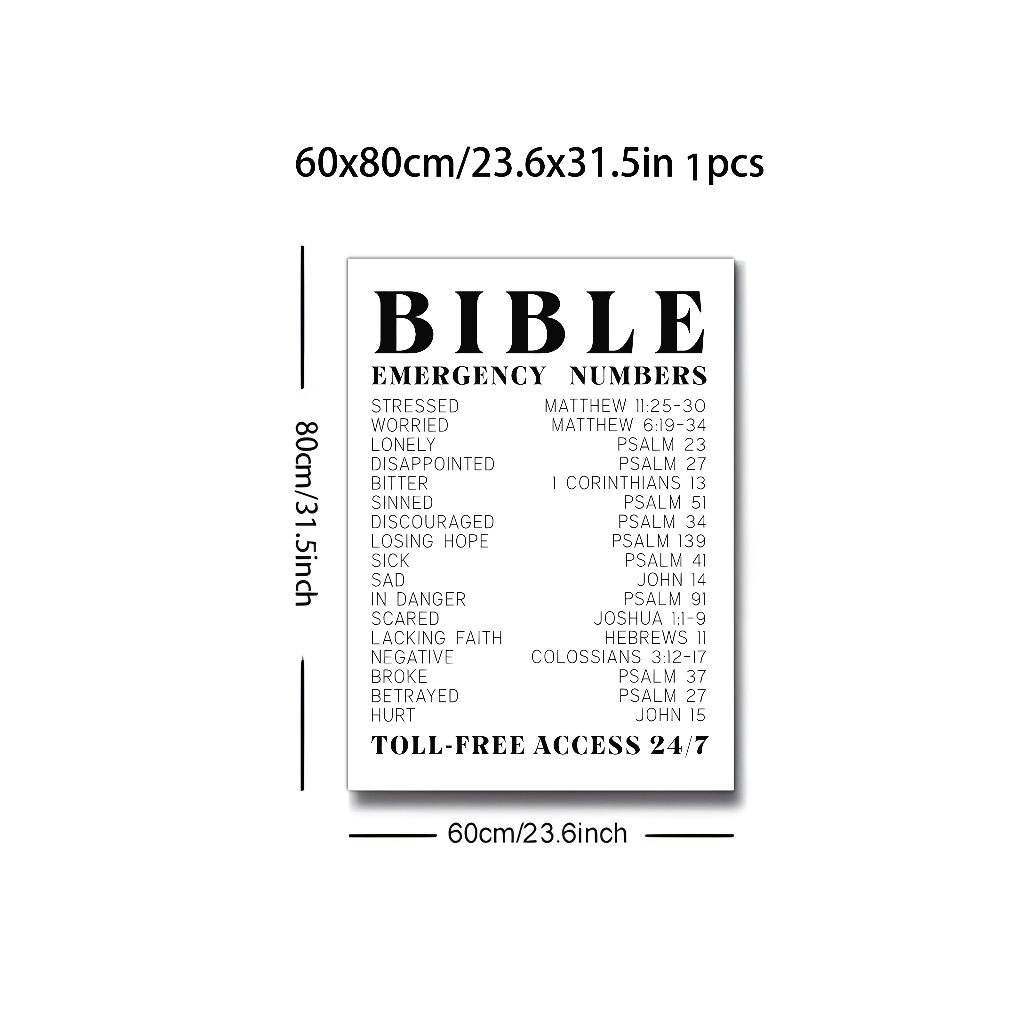 60x80cm/23.6x31.5in 1pcs
BIBLE
EMERGENCY NUMBERS
STRESSED MATTHEW 11:25-30
WORRIED MATTHEW 6:19-34
LONELY PSALM 23
DISAPPOINTED PSALM 27
BITTER 1 CORINTHIANS 13
SINNED PSALM 51
DISCOURAGED PSALM 34
LOSING HOPE PSALM 139
SICK PSALM 41
SAD JOHN 14
IN DANGER PSALM 91
SCARED JOSHUA 1:1-9
LACKING FAITH HEBREWS 11
NEGATIVE COLOSSIANS 3:12-17
BROKE PSALM 37
BETRAYED PSALM 27
HURT JOHN 15
TOLL-FREE ACCESS 24/7
80cm/31.5inch
60cm/23.6inch